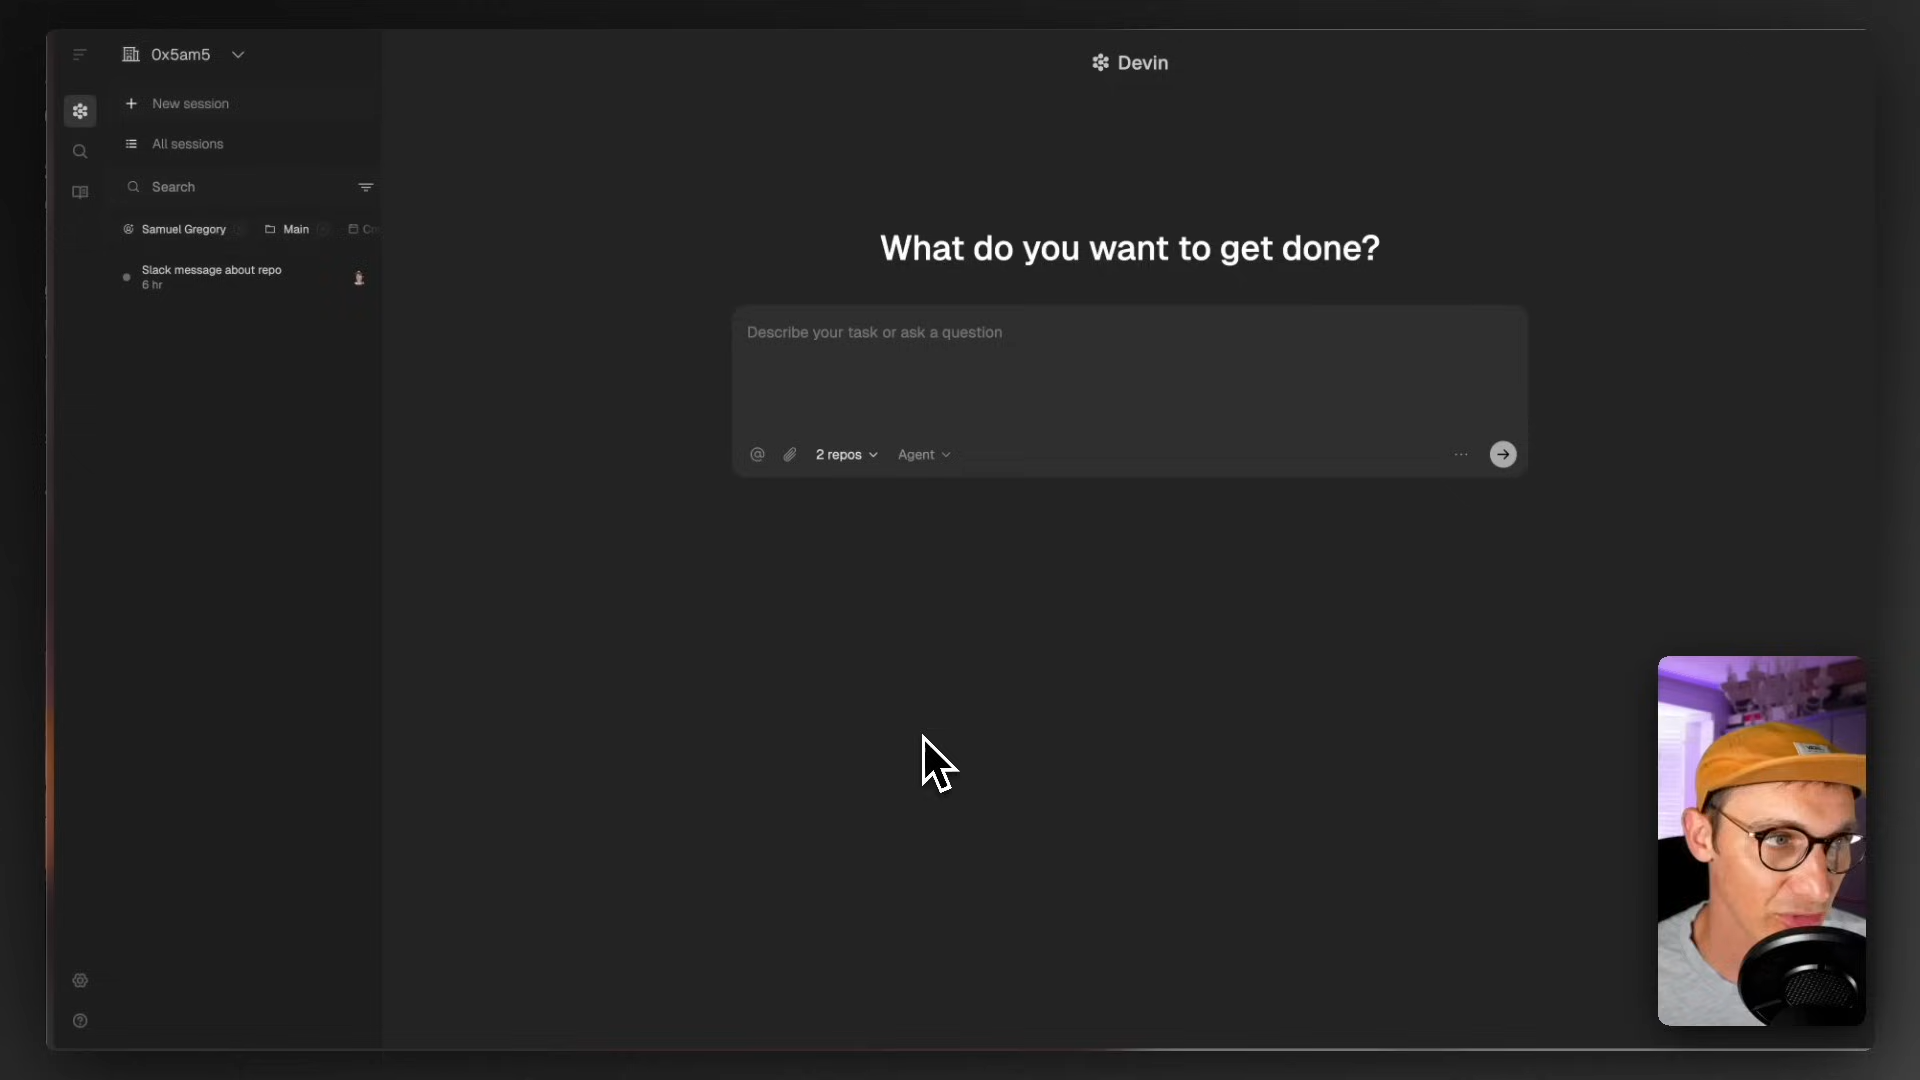 0x5am5
New session
All sessions
Search
Samuel Gregory
Main
Slack message about repo
6 hr
Devin
What do you want to get done?
Describe your task or ask a question
2 repos
Agent